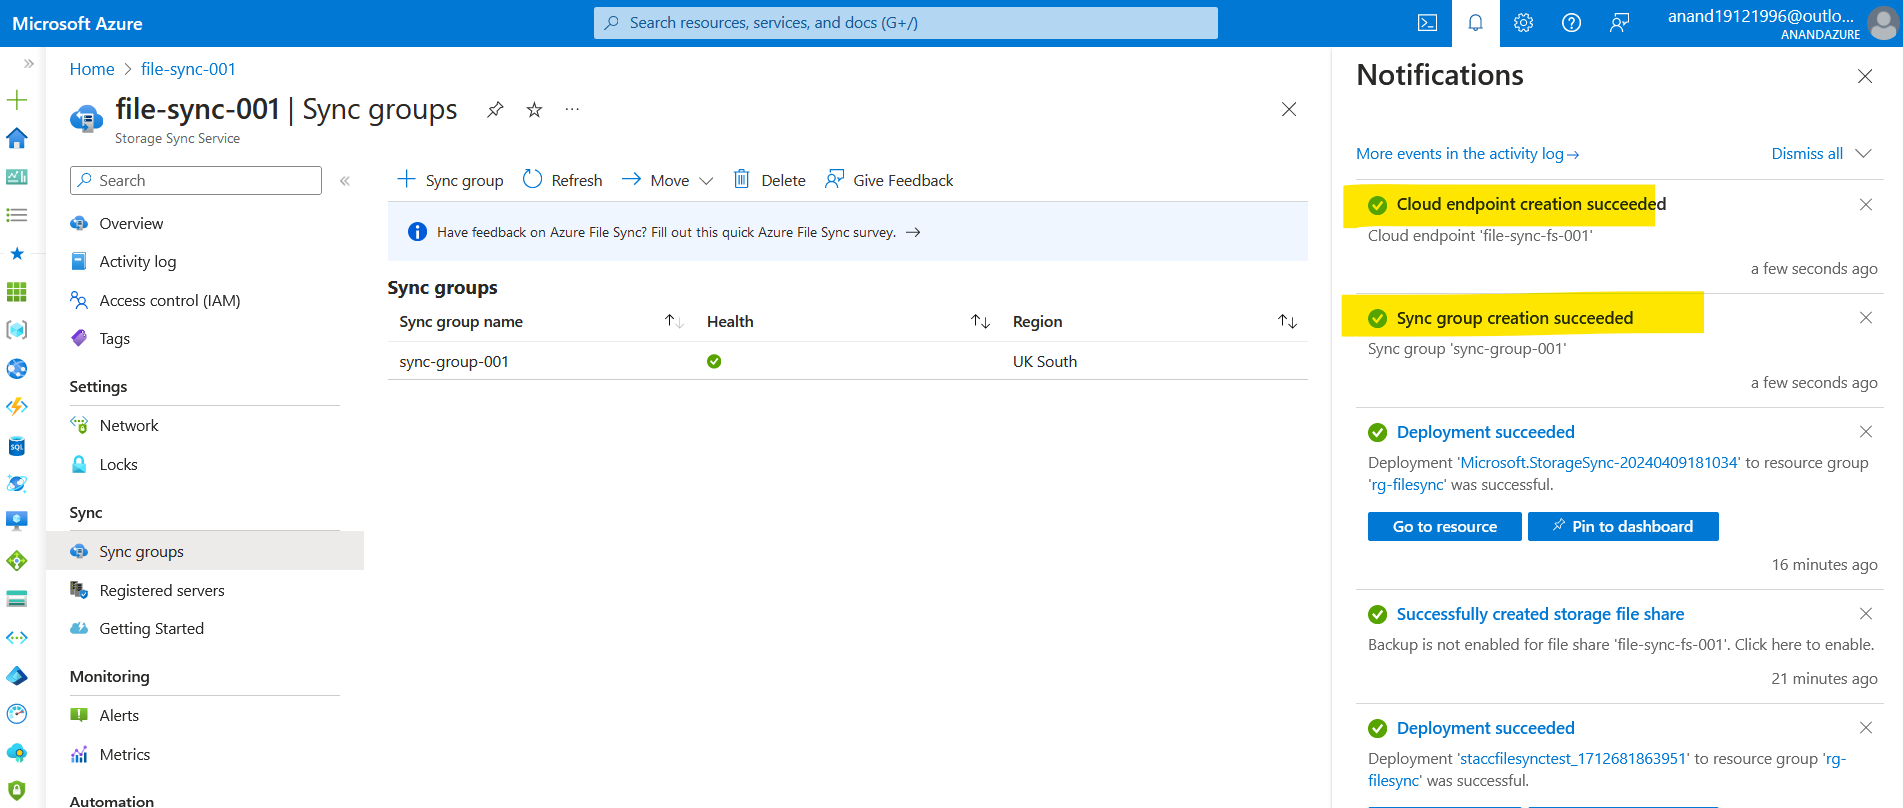 Microsoft Azure
Search resources, services, and docs (G+/)
anand19121996@outlo...
ANANDAZURE
Home > file-sync-001
file-sync-001 | Sync groups
Storage Sync Service
Search
Overview
Activity log
Access control (IAM)
Tags
Settings
Network
Locks
Sync
Sync groups
Registered servers
Getting Started
Monitoring
Alerts
Metrics
Automation
Sync group
Refresh
Move
Delete
Give Feedback
Have feedback on Azure File Sync? Fill out this quick Azure File Sync survey. →
Sync groups
Sync group name Health Region
sync-group-001 UK South
Notifications
More events in the activity log → Dismiss all
Cloud endpoint creation succeeded
Cloud endpoint 'file-sync-fs-001'
a few seconds ago
Sync group creation succeeded
Sync group 'sync-group-001'
a few seconds ago
Deployment succeeded
Deployment 'Microsoft.StorageSync-20240409181034' to resource group
'rg-filesync' was successful.
Go to resource Pin to dashboard
16 minutes ago
Successfully created storage file share
Backup is not enabled for file share 'file-sync-fs-001'. Click here to enable.
21 minutes ago
Deployment succeeded
Deployment 'staccfilesynctest_1712681863951' to resource group 'rg-
filesync' was successful.